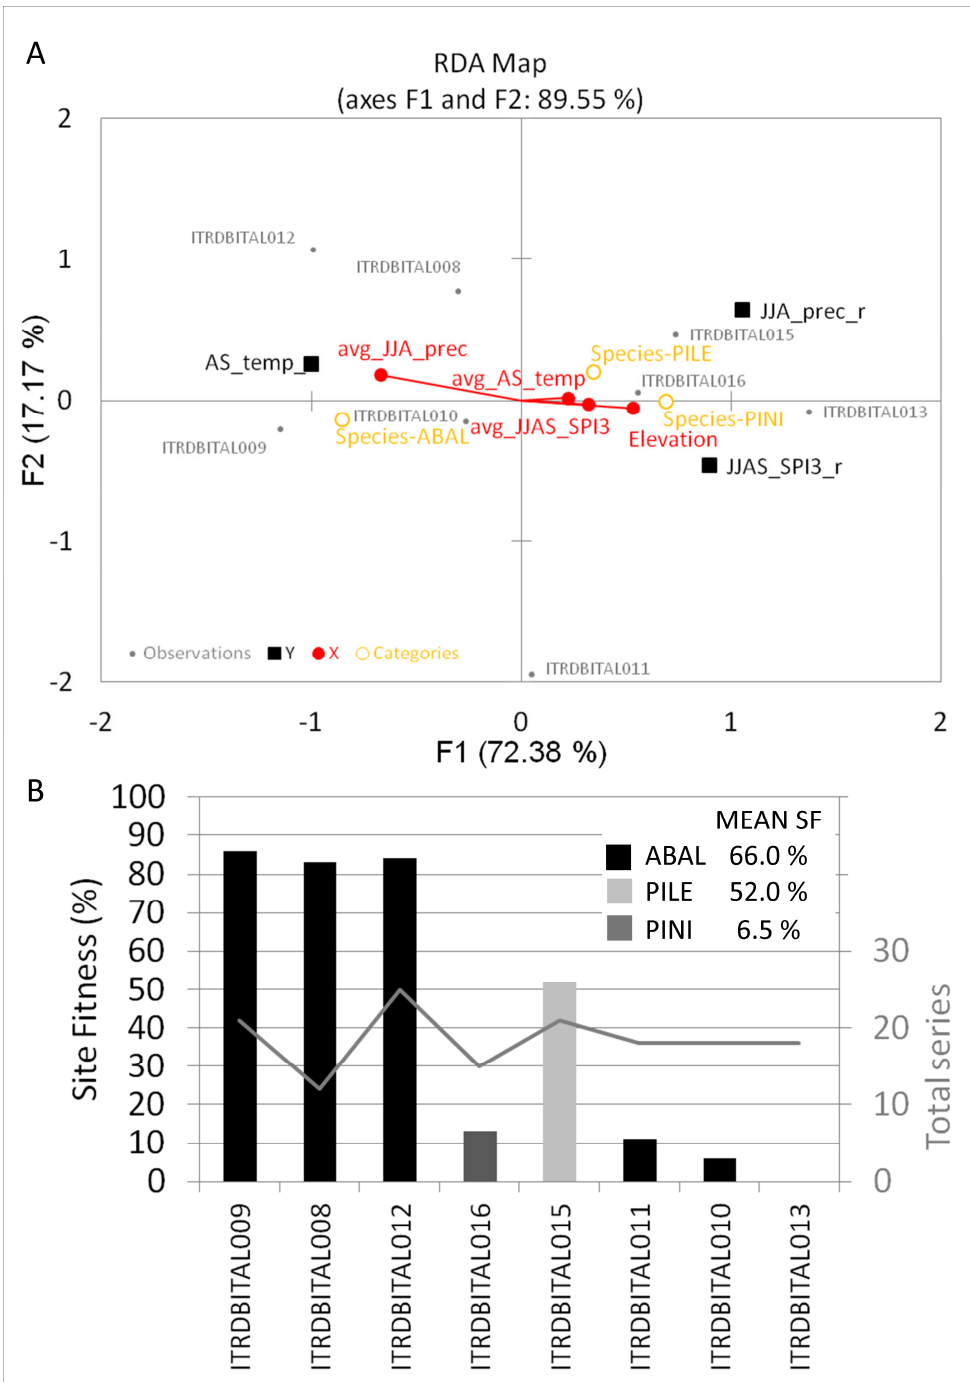 A
RDA Map
(axes F1 and F2: 89.55 %)
2
ITRDBITAL012
1
ITRDBITAL008
JJA_prec_r
ITRDBITAL015
avg_JJA_prec
Species-PILE
AS_temp_
avg_AS_temp
ITRDBITAL016
0
ITRDBITAL010
Species-PINI
ITRDBITAL013
ITRDBITAL009
Species-ABAL
avg_JJAS_SPI3
Elevation
JJAS_SPI3_r
F2 (17.17 %)
-1
Observations Y X Categories
ITRDBITAL011
-2
-2 -1 0 1 2
F1 (72.38 %)
B
100
90
80
70
60
50
40
30
20
10
0
Site Fitness (%)
MEAN SF
ABAL 66.0 %
PILE 52.0 %
PINI 6.5 %
30
20
10
0
Total series
ITRDBITAL009
ITRDBITAL008
ITRDBITAL012
ITRDBITAL016
ITRDBITAL015
ITRDBITAL011
ITRDBITAL010
ITRDBITAL013